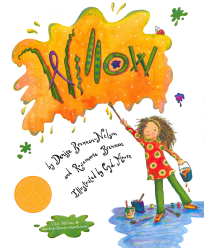 Willow
by Denise Brennan-Nelson
and Rosemarie Brennan
Illustrated by Cyd Moore